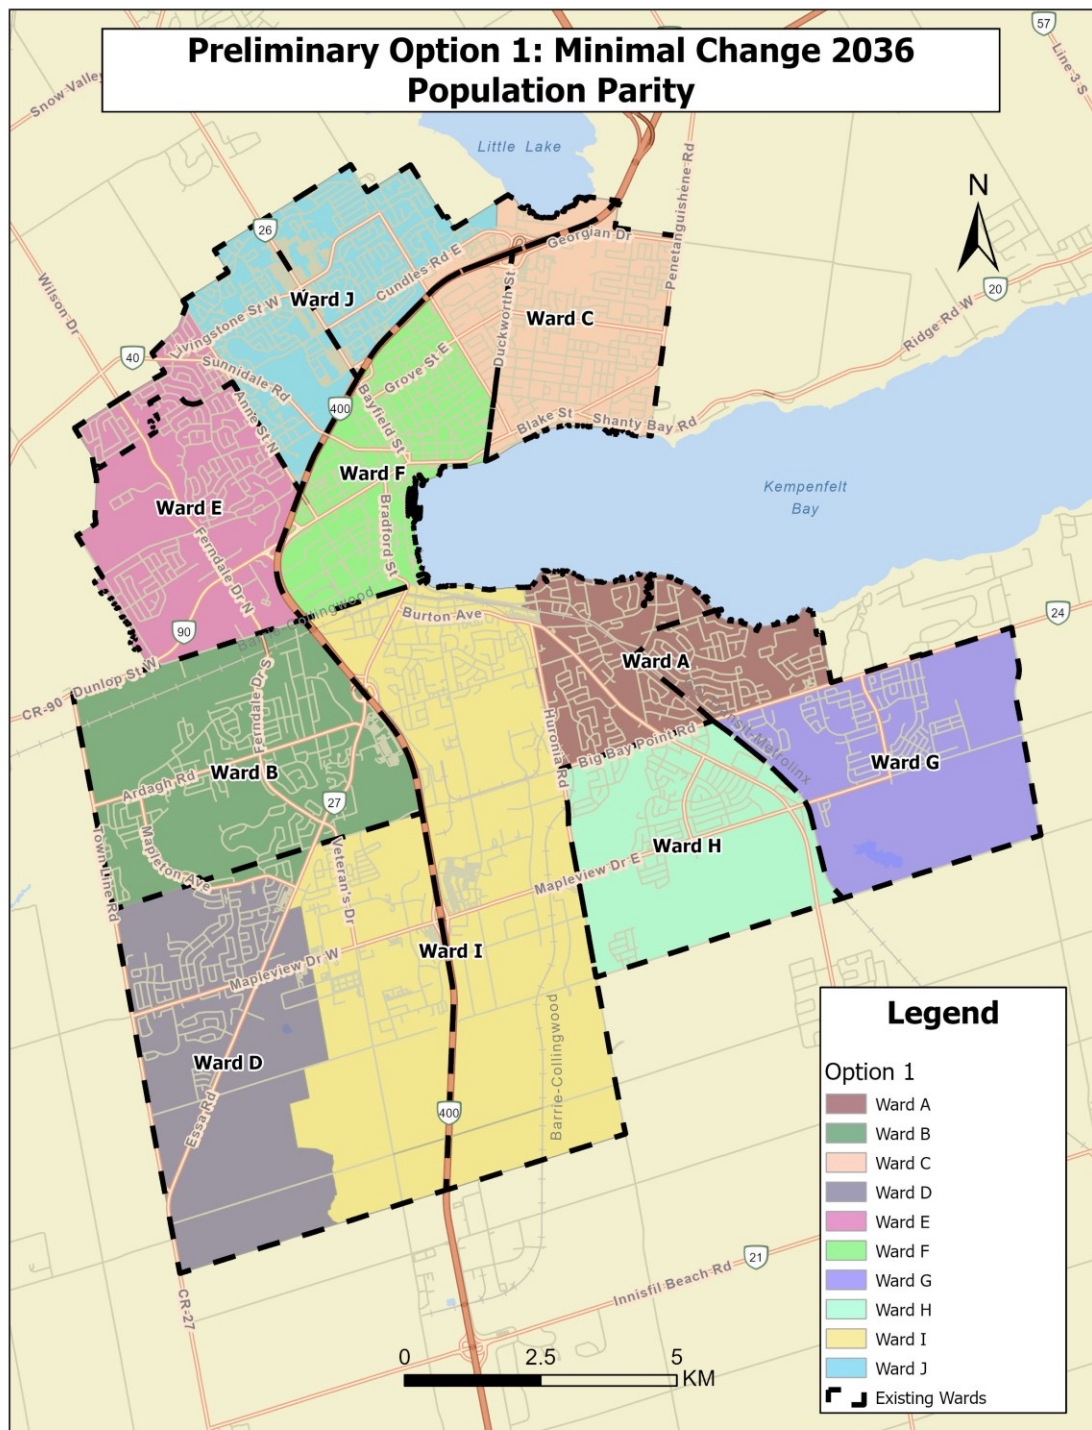 Preliminary Option 1: Minimal Change 2036
Population Parity
57
Line 3 S
Snow Valley
Little Lake
Penetanguishene Rd
N
26
Georgian Dr
Cundles Rd E
Wilson Dr
20
Ridge Rd W
Livingstone St W
Ward J
Duckworth St
Ward C
40
Sunnidale Rd
Grove St E
Anne St N
400
Bayfield St
Blake St
Shanty Bay Rd
Ward F
Kempenfelt
Bay
Ward E
Bradford St
Ferndale Dr N
Barrie-Collingwood
Burton Ave
24
90
CR-90
Dunlop St W
Ward A
Ferndale Dr S
Huronia Rd
Big Bay Point Rd
Metrolinx
Ward G
Ardagh Rd
Ward B
27
Town Line Rd
Mapleton Ave
Veteran's Dr
Ward H
Mapleview Dr E
Ward I
Mapleview Dr W
Barrie-Collingwood
Ward D
Essa Rd
400
21
Innisfil Beach Rd
CR-27
0
2.5
5
KM
Legend
Option 1
Ward A
Ward B
Ward C
Ward D
Ward E
Ward F
Ward G
Ward H
Ward I
Ward J
Existing Wards